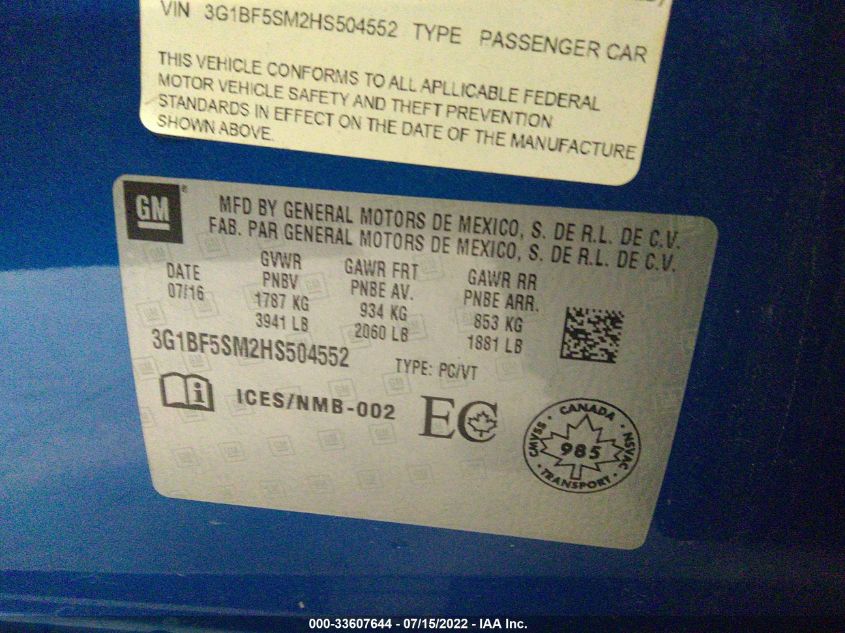 VIN 3G1BF5SM2HS504552 TYPE PASSENGER CAR
THIS VEHICLE CONFORMS TO ALL APLLICABLE FEDERAL
MOTOR VEHICLE SAFETY AND THEFT PREVENTION
STANDARDS IN EFFECT ON THE DATE OF THE MANUFACTURE
SHOWN ABOVE.
GM ®
MFD BY GENERAL MOTORS DE MEXICO, S. DE R.L. DE C.V.
FAB. PAR GENERAL MOTORS DE MEXICO, S. DE R.L. DE C.V.
DATE GVWR GAWR FRT GAWR RR
07/16 PNBV PNBE AV. PNBE ARR.
1787 KG 934 KG 853 KG
3941 LB 2060 LB 1881 LB
3G1BF5SM2HS504552 TYPE: PC/VT
i ICES/NMB-002 EC
CANADA
CMVSS 985 NSVAC
TRANSPORT
000-33607644 - 07/15/2022 - IAA Inc.